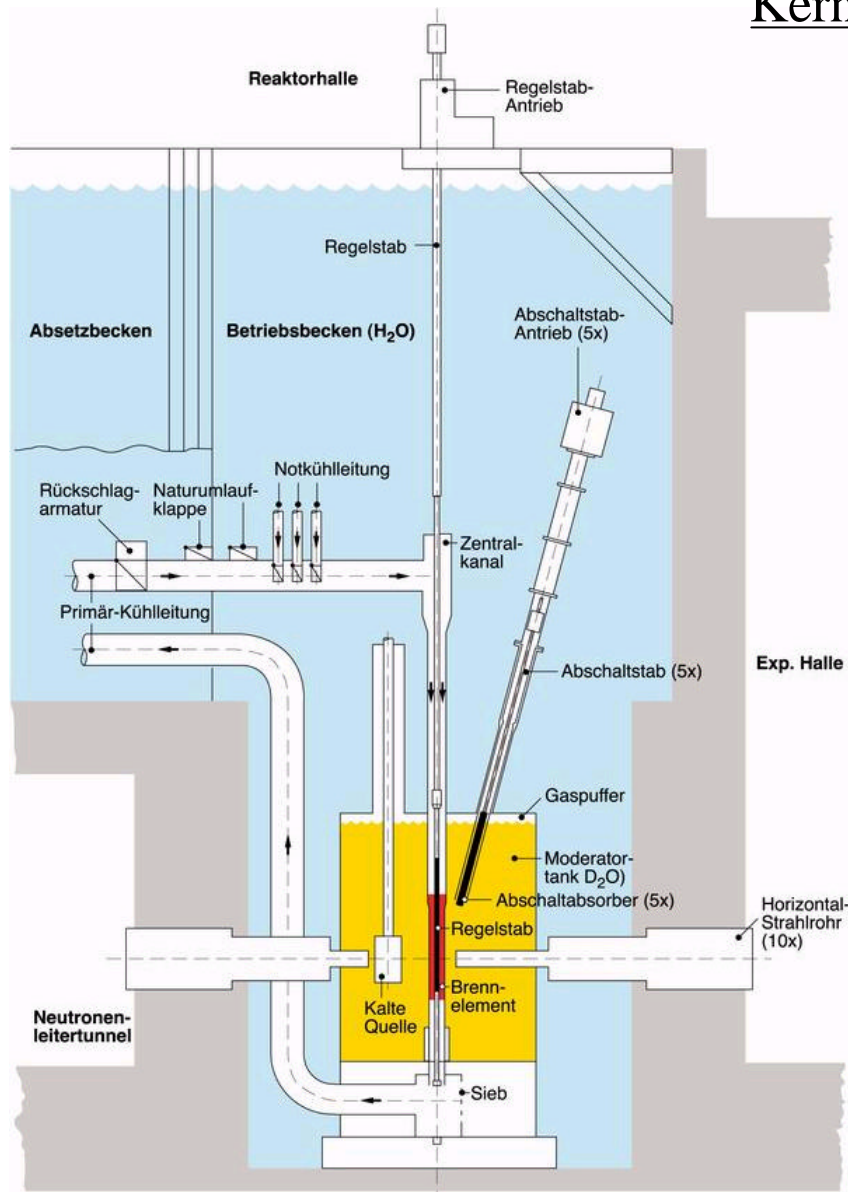 Kern
Reaktorhalle
Regelstab-
Antrieb
Regelstab
Absetzbecken
Betriebsbecken (H₂O)
Abschaltstab-
Antrieb (5x)
Notkühlleitung
Rückschlag-
armatur
Naturumlauf-
klappe
Zentral-
kanal
Primär-Kühlleitung
Abschaltstab (5x)
Exp. Halle
Gaspuffer
Moderator-
tank D₂O)
Abschaltabsorber (5x)
Horizontal-
Strahlrohr
(10x)
Regelstab
Brenn-
element
Kalte
Quelle
Neutronen-
leitertunnel
Sieb